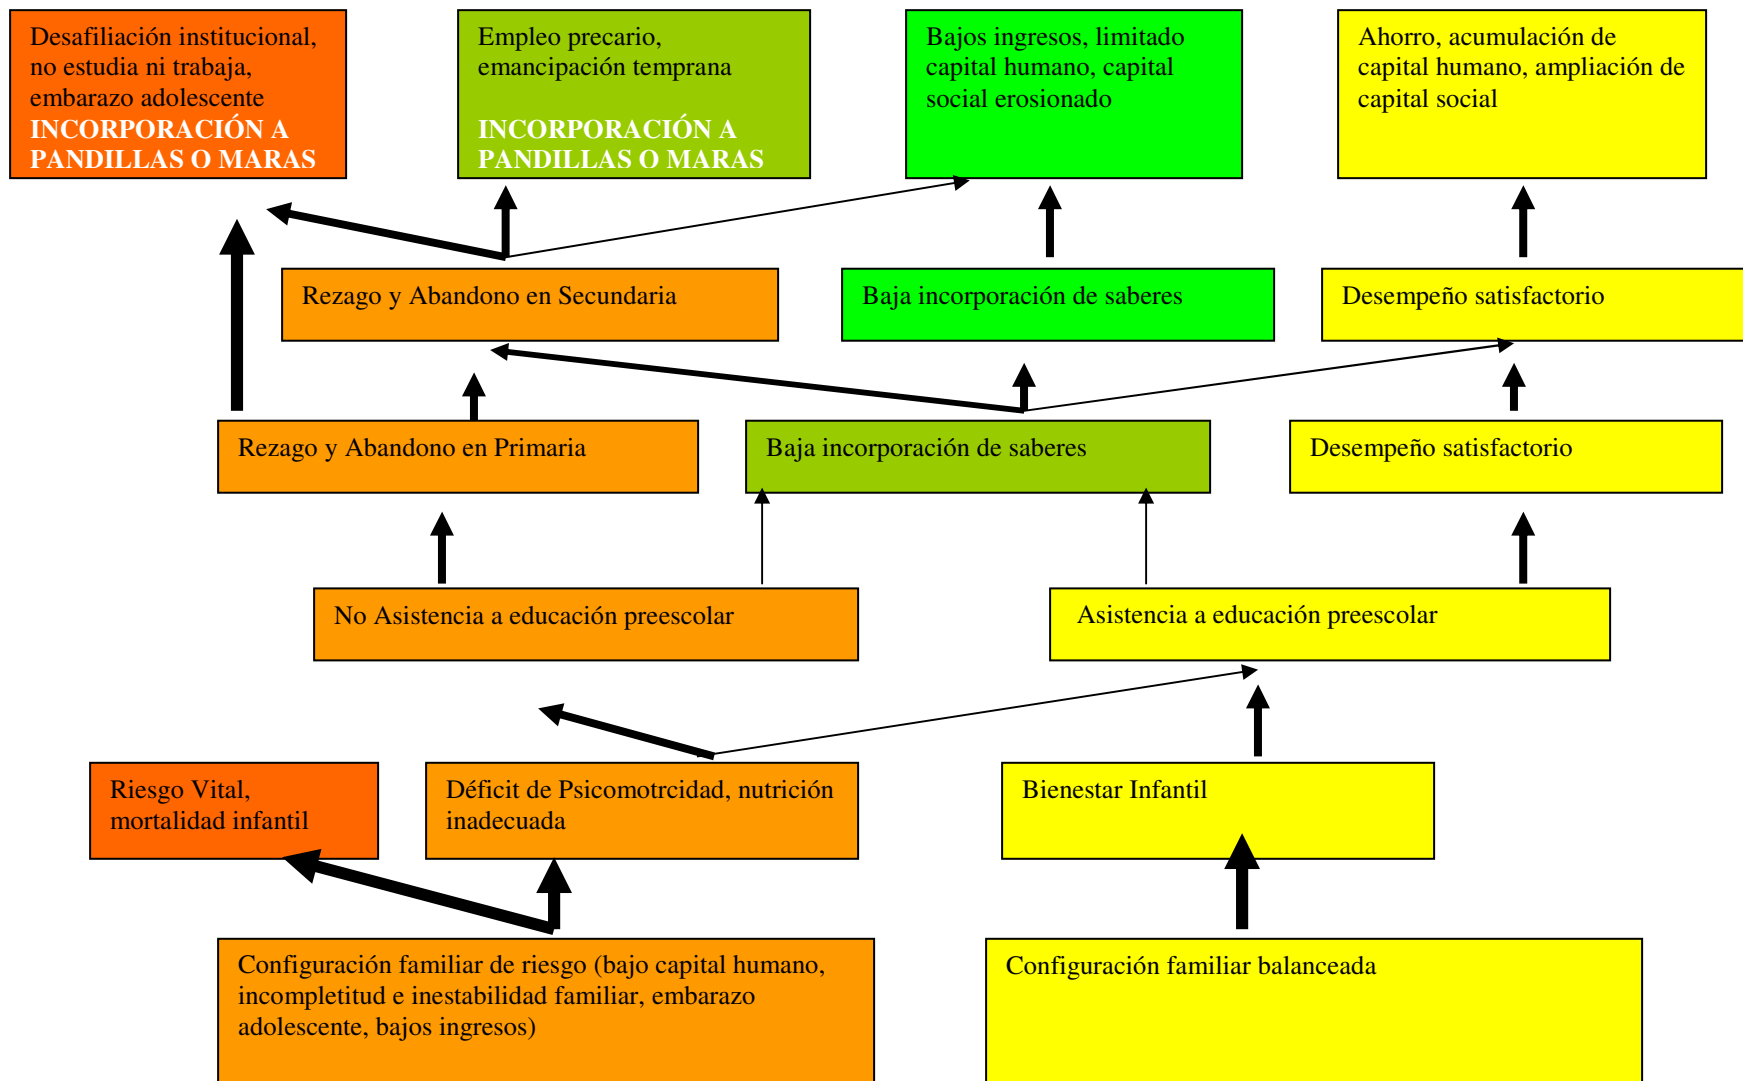 Desafiliación institucional,
no estudia ni trabaja,
embarazo adolescente
INCORPORACIÓN A
PANDILLAS O MARAS
Empleo precario,
emancipación temprana
INCORPORACIÓN A
PANDILLAS O MARAS
Bajos ingresos, limitado
capital humano, capital
social erosionado
Ahorro, acumulación de
capital humano, ampliación de
capital social
Rezago y Abandono en Secundaria
Baja incorporación de saberes
Desempeño satisfactorio
Rezago y Abandono en Primaria
Baja incorporación de saberes
Desempeño satisfactorio
No Asistencia a educación preescolar
Asistencia a educación preescolar
Riesgo Vital,
mortalidad infantil
Déficit de Psicomotrcidad, nutrición
inadecuada
Bienestar Infantil
Configuración familiar de riesgo (bajo capital humano,
incompletitud e inestabilidad familiar, embarazo
adolescente, bajos ingresos)
Configuración familiar balanceada